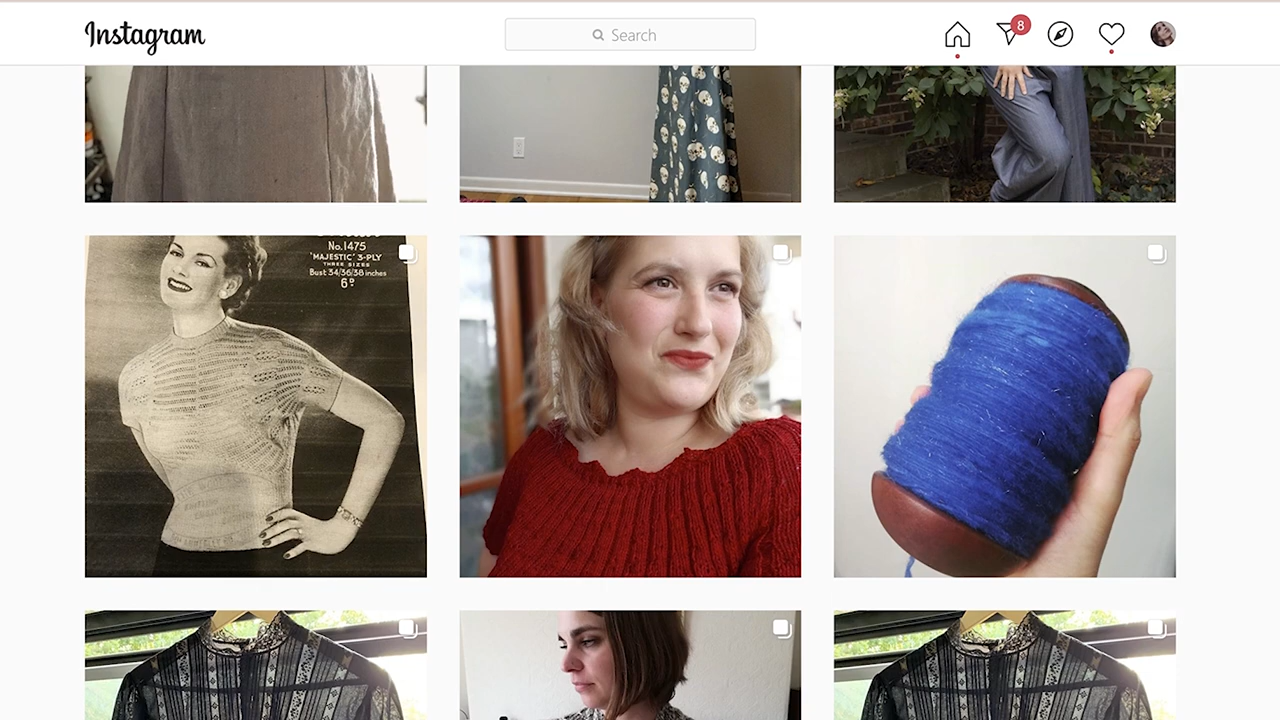 Instagram
Search
8
No.1475
'MAJESTIC' 3-PLY
THREE SIZES
Bust 34/36/38 inches
6ᴰ